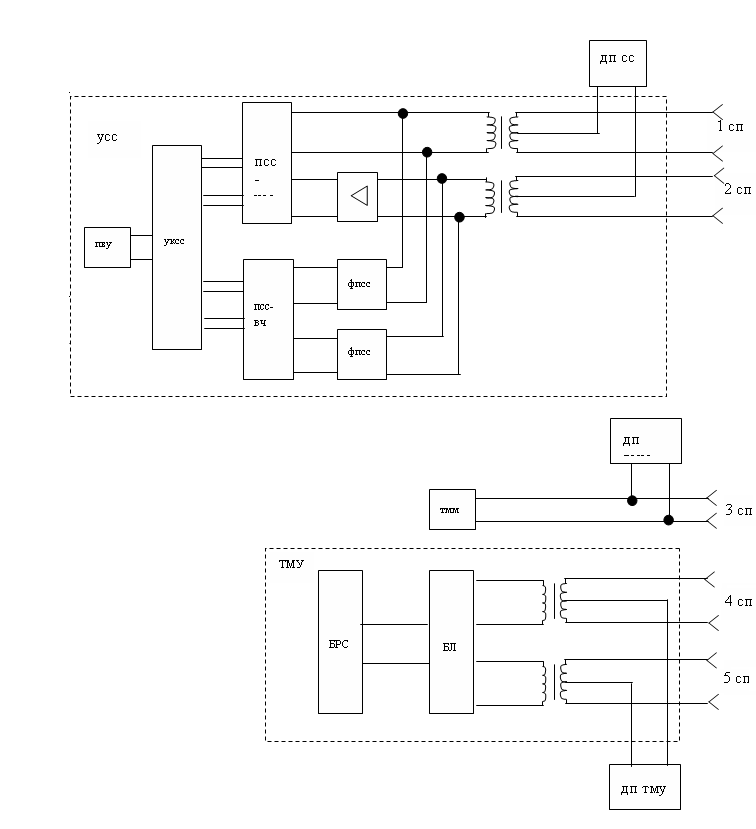 дп сс
усс
1 сп
псс
-
пву
уксс
2 сп
псс-
вч
фпсс
фпсс
дп
тмм
3 сп
ТМУ
БРС
БЛ
4 сп
5 сп
дп тму